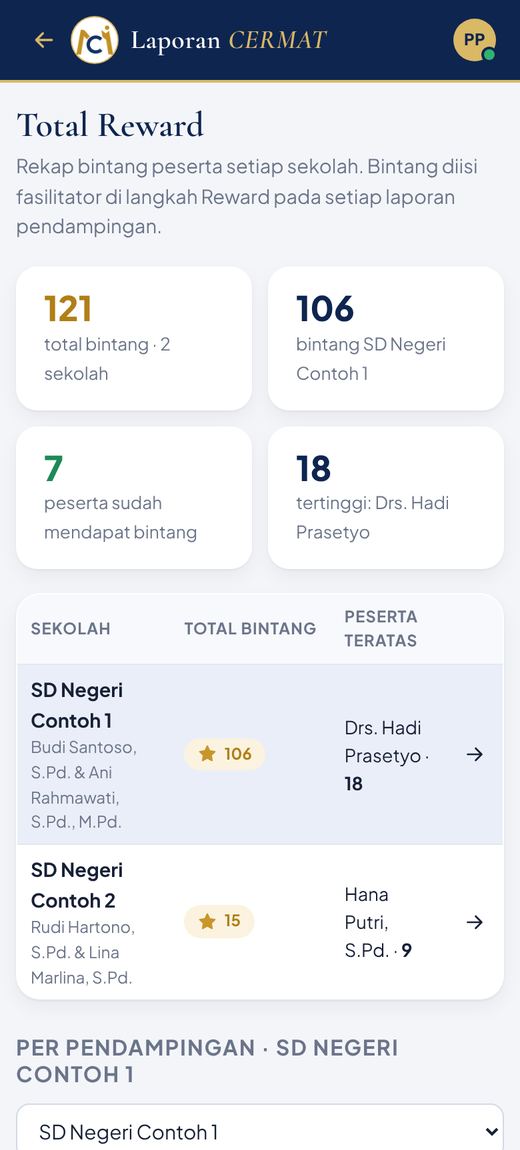 Laporan CERMAT
PP
Total Reward
Rekap bintang peserta setiap sekolah. Bintang diisi
fasilitator di langkah Reward pada setiap laporan
pendampingan.
121
total bintang · 2
sekolah
106
bintang SD Negeri
Contoh 1
7
peserta sudah
mendapat bintang
18
tertinggi: Drs. Hadi
Prasetyo
SEKOLAH
TOTAL BINTANG
PESERTA
TERATAS
SD Negeri
Contoh 1
Budi Santoso,
S.Pd. & Ani
Rahmawati,
S.Pd., M.Pd.
106
Drs. Hadi
Prasetyo ·
18
SD Negeri
Contoh 2
Rudi Hartono,
S.Pd. & Lina
Marlina, S.Pd.
15
Hana
Putri,
S.Pd. · 9
PER PENDAMPINGAN · SD NEGERI
CONTOH 1
SD Negeri Contoh 1